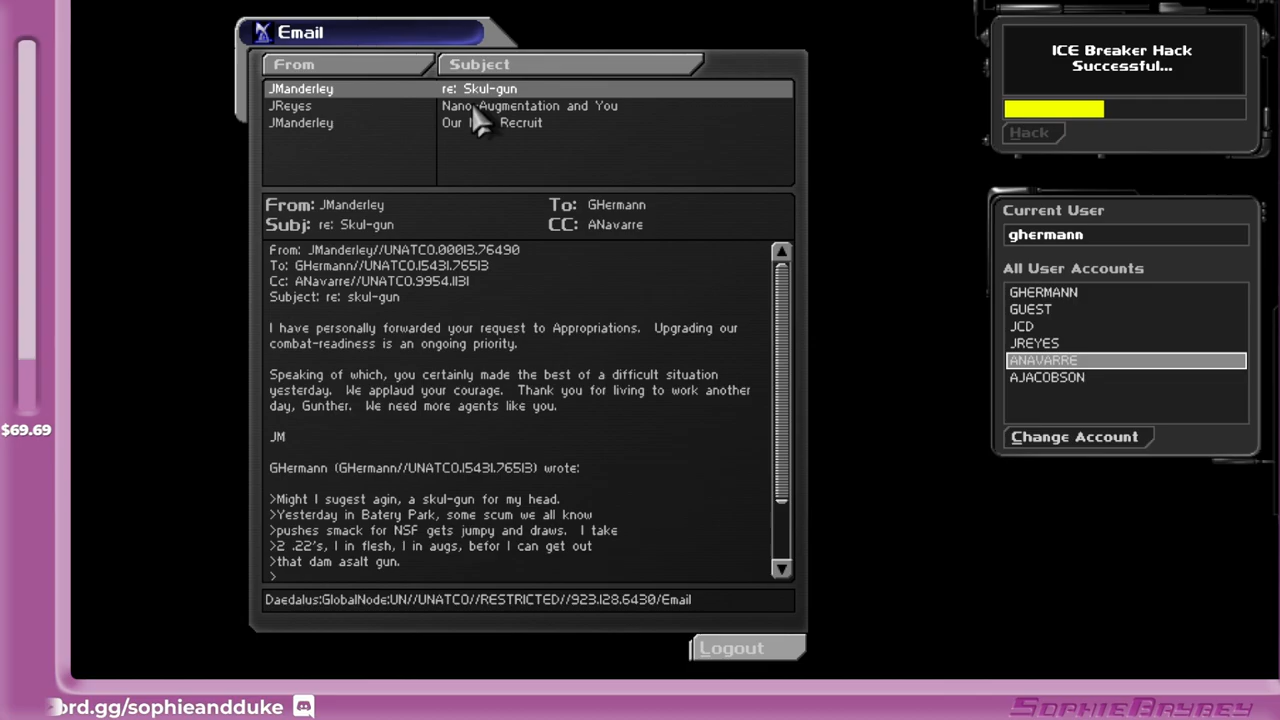 Email
From Subject
JManderley re: Skul-gun
JReyes Nano-Augmentation and You
JManderley Our Recruit
From: JManderley To: GHermann
Subj: re: Skul-gun CC: ANavarre
From: JManderley//UNATCO.00013.76490
To: GHermann//UNATCO.15431.76513
Cc: ANavarre//UNATCO.9954.1131
Subject: re: skul-gun
I have personally forwarded your request to Appropriations. Upgrading our
combat-readiness is an ongoing priority.
Speaking of which, you certainly made the best of a difficult situation
yesterday. We applaud your courage. Thank you for living to work another
day, Gunther. We need more agents like you.
JM
GHermann (GHermann//UNATCO.15431.76513) wrote:
>Might I sugest agin, a skul-gun for my head.
>Yesterday in Batery Park, some scum we all know
>pushes smack for NSF gets jumpy and draws. I take
>2 .22's, 1 in flesh, 1 in augs, befor I can get out
>that dam asalt gun.
>
Daedalus:GlobalNode:UN//UNATCO//RESTRICTED//923.128.6430/Email
Logout
ICE Breaker Hack
Successful...
Hack
Current User
ghermann
All User Accounts
GHERMANN
GUEST
JCD
JREYES
ANAVARRE
AJACOBSON
Change Account
$69.69
ord.gg/sophieandduke
SOPHIEBAYBEY